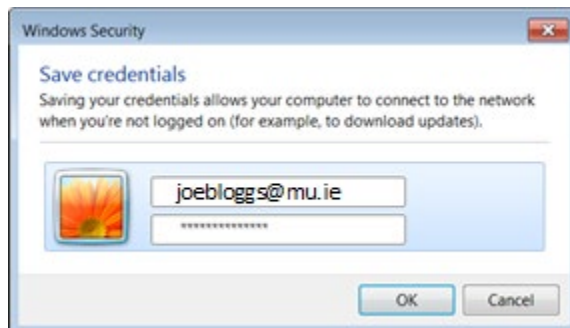 Windows Security
Save credentials
Saving your credentials allows your computer to connect to the network
when you're not logged on (for example, to download updates).
joebloggs@mu.ie
**************
OK
Cancel